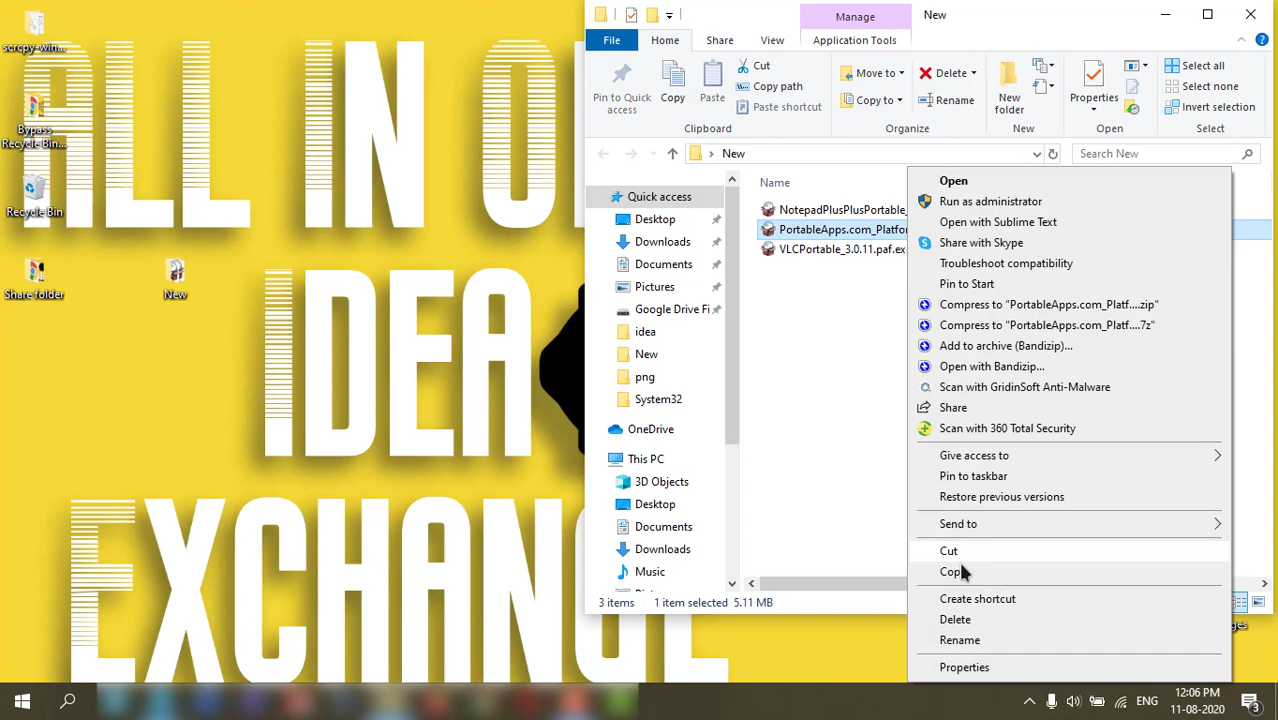 scrcpy-win...
Bypass
Recycle Bin...
Recycle Bin
Share folder
New
ALL IN O
IDEA
EXCHANGE
Manage
New
File
Home
Share
View
Application Tools
Pin to Quick
access
Copy
Paste
Cut
Copy path
Paste shortcut
Clipboard
Move to
Copy to
Delete
Rename
Organize
New
folder
New
Properties
Open
Select all
Select none
Invert selection
Select
New
Search New
Quick access
Desktop
Downloads
Documents
Pictures
Google Drive Fi
idea
New
png
System32
OneDrive
This PC
3D Objects
Desktop
Documents
Downloads
Music
Name
NotepadPlusPlusPortable_
PortableApps.com_Platfor
VLCPortable_3.0.11.paf.ex
3 items
1 item selected 5.11 MB
Open
Run as administrator
Open with Sublime Text
Share with Skype
Troubleshoot compatibility
Pin to Start
Compress to "PortableApps.com_Platf....zip"
Compress to "PortableApps.com_Platf....7z"
Add to archive (Bandizip)...
Open with Bandizip...
Scan with GridinSoft Anti-Malware
Share
Scan with 360 Total Security
Give access to
Pin to taskbar
Restore previous versions
Send to
Cut
Copy
Create shortcut
Delete
Rename
Properties
ENG
12:06 PM
11-08-2020
3